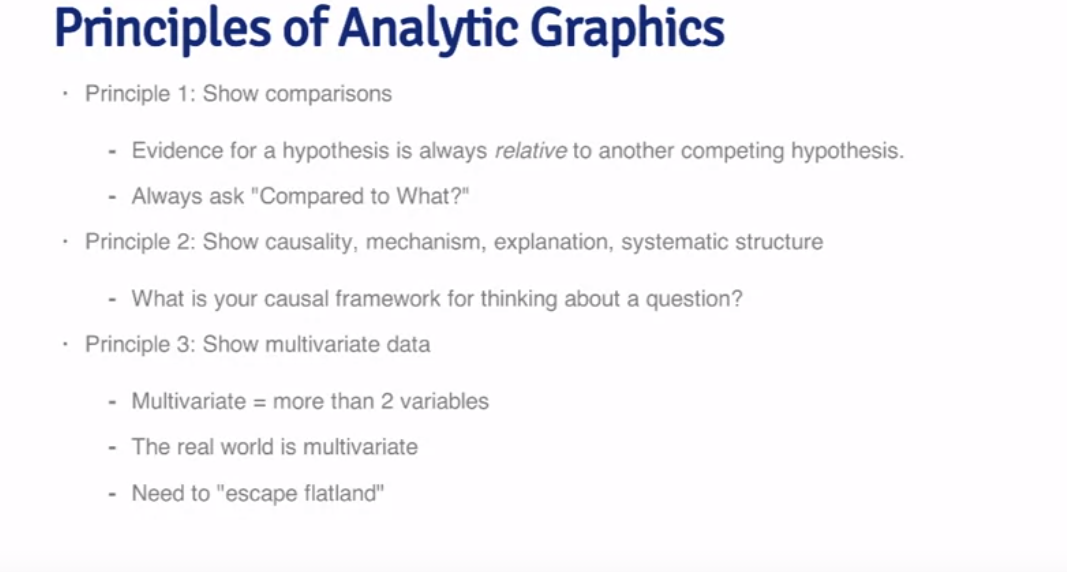 Principles of Analytic Graphics
· Principle 1: Show comparisons
- Evidence for a hypothesis is always relative to another competing hypothesis.
- Always ask "Compared to What?"
· Principle 2: Show causality, mechanism, explanation, systematic structure
- What is your causal framework for thinking about a question?
· Principle 3: Show multivariate data
- Multivariate = more than 2 variables
- The real world is multivariate
- Need to "escape flatland"